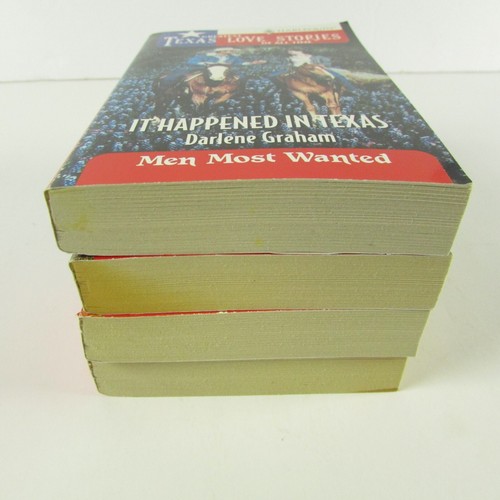 TEXAS LOVE STORIES
IT HAPPENED IN TEXAS
Darlene Graham
Men Most Wanted